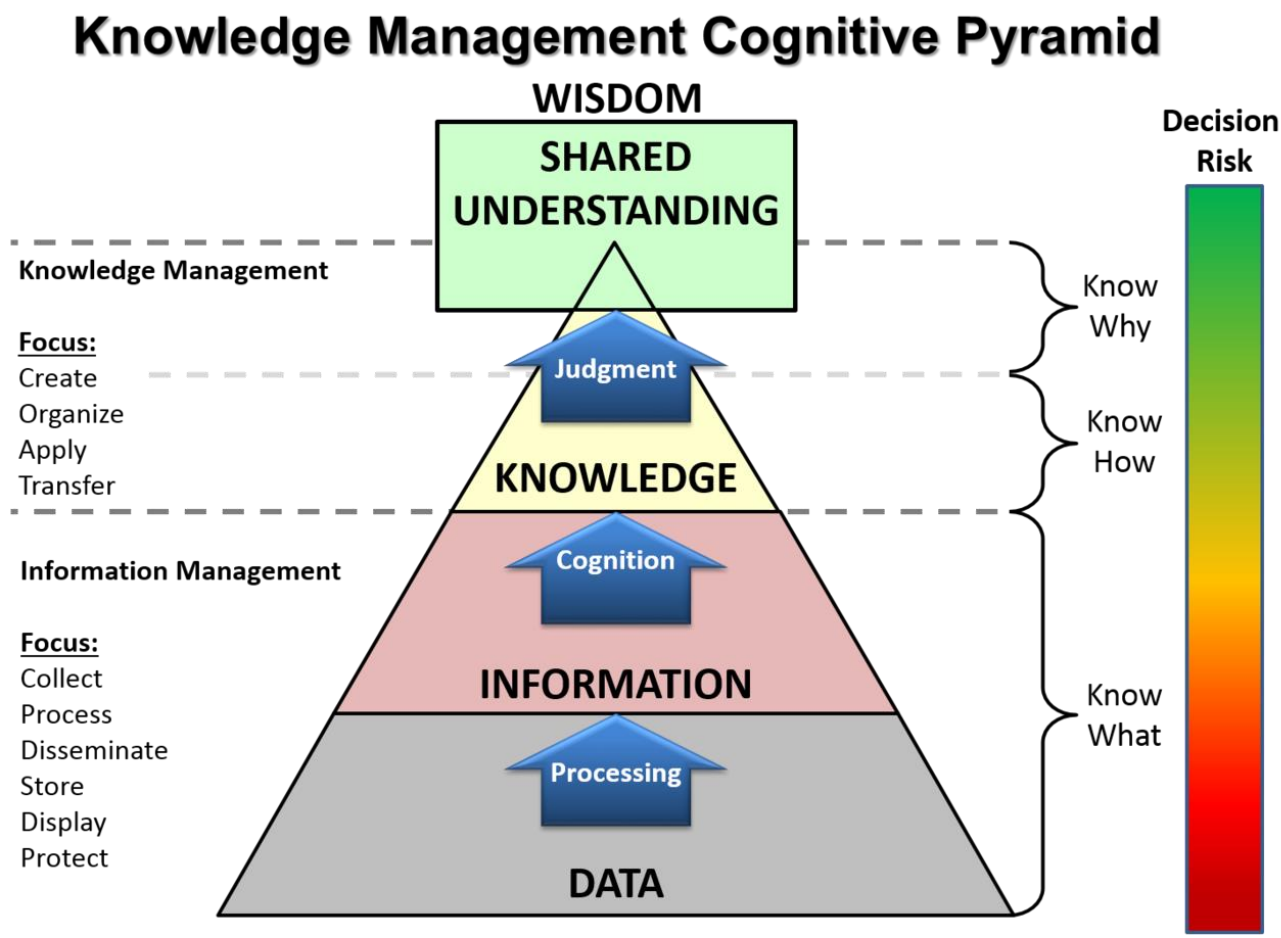 Knowledge Management Cognitive Pyramid
WISDOM
SHARED
UNDERSTANDING
Decision
Risk
Knowledge Management
Focus:
Create
Organize
Apply
Transfer
Judgment
KNOWLEDGE
Know
Why
Know
How
Information Management
Focus:
Collect
Process
Disseminate
Store
Display
Protect
Cognition
INFORMATION
Processing
DATA
Know
What